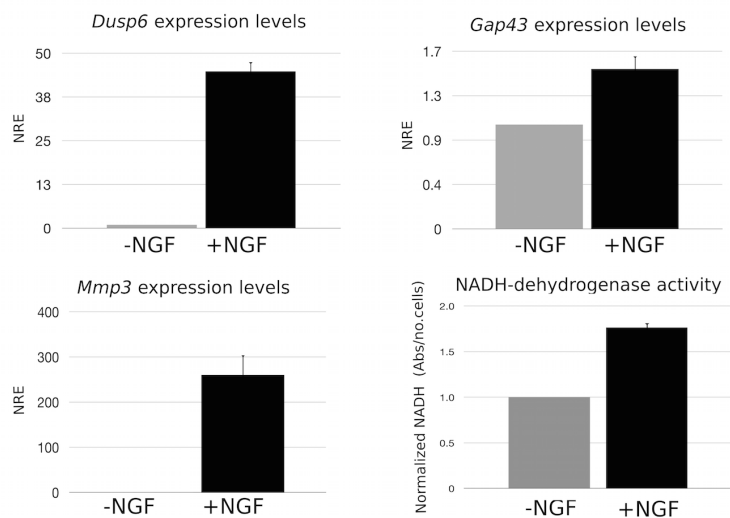 Dusp6 expression levels
50
38
25
13
0
NRE
-NGF +NGF
Gap43 expression levels
1.7
1.3
0.9
0.4
0
NRE
-NGF +NGF
Mmp3 expression levels
400
300
200
100
0
NRE
-NGF +NGF
NADH-dehydrogenase activity
2.0
1.5
1.0
0.5
0
Normalized NADH (Abs/no.cells)
-NGF +NGF